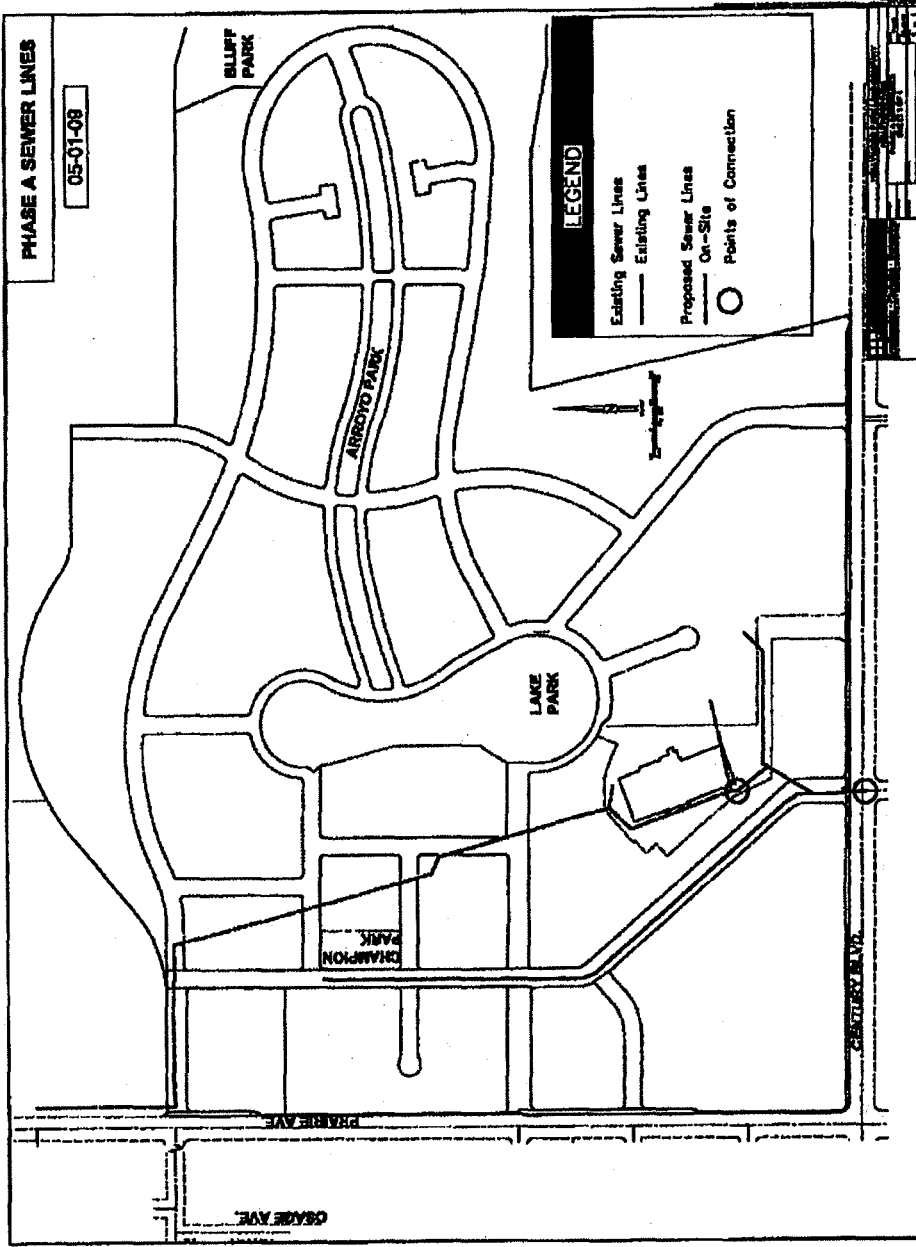 PHASE A SEWER LINES
05-01-09
BLUFF
PARK
ARROYO PARK
LAKE
PARK
CHAMPION
PARK
PRAIRIE AVE
OSAGE AVE.
CENTURY BLVD.
LEGEND
Existing Sewer Lines
Existing Lines
Proposed Sewer Lines
On-Site
Points of Connection